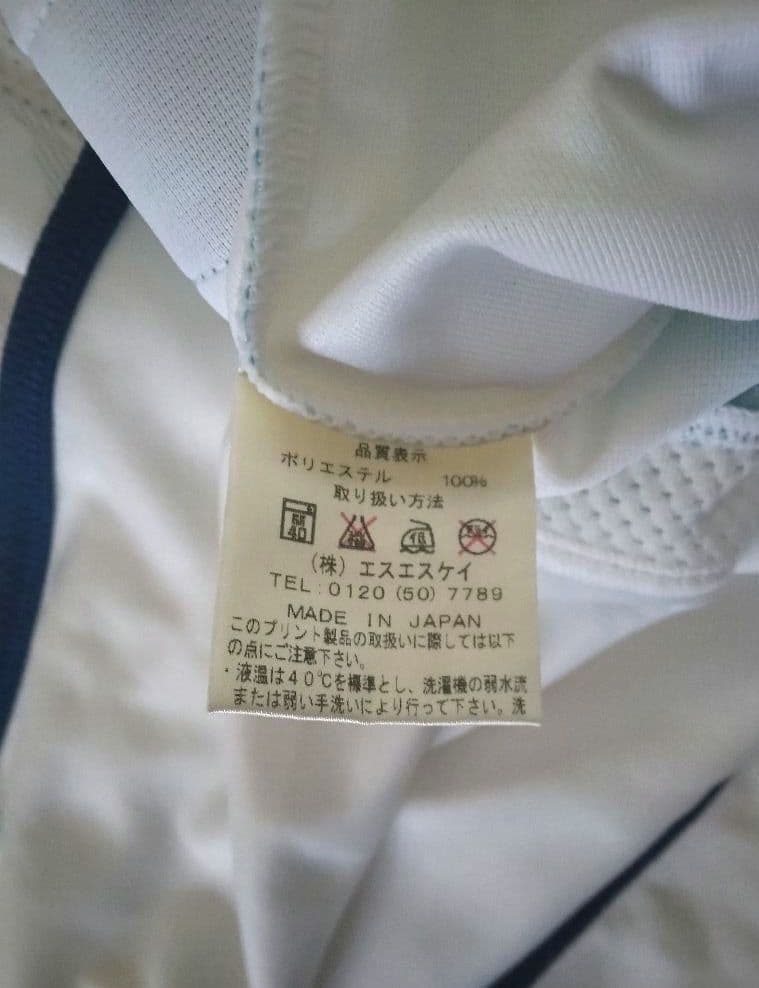 品質表示
ポリエステル 100%
取り扱い方法
弱 40
(株) エスエスケイ
TEL:0120 (50) 7789
MADE IN JAPAN
このプリント製品の取扱いに際しては以下
の点にご注意下さい。
・液温は40℃を標準とし、洗濯機の弱水流
または弱い手洗いにより行って下さい。洗